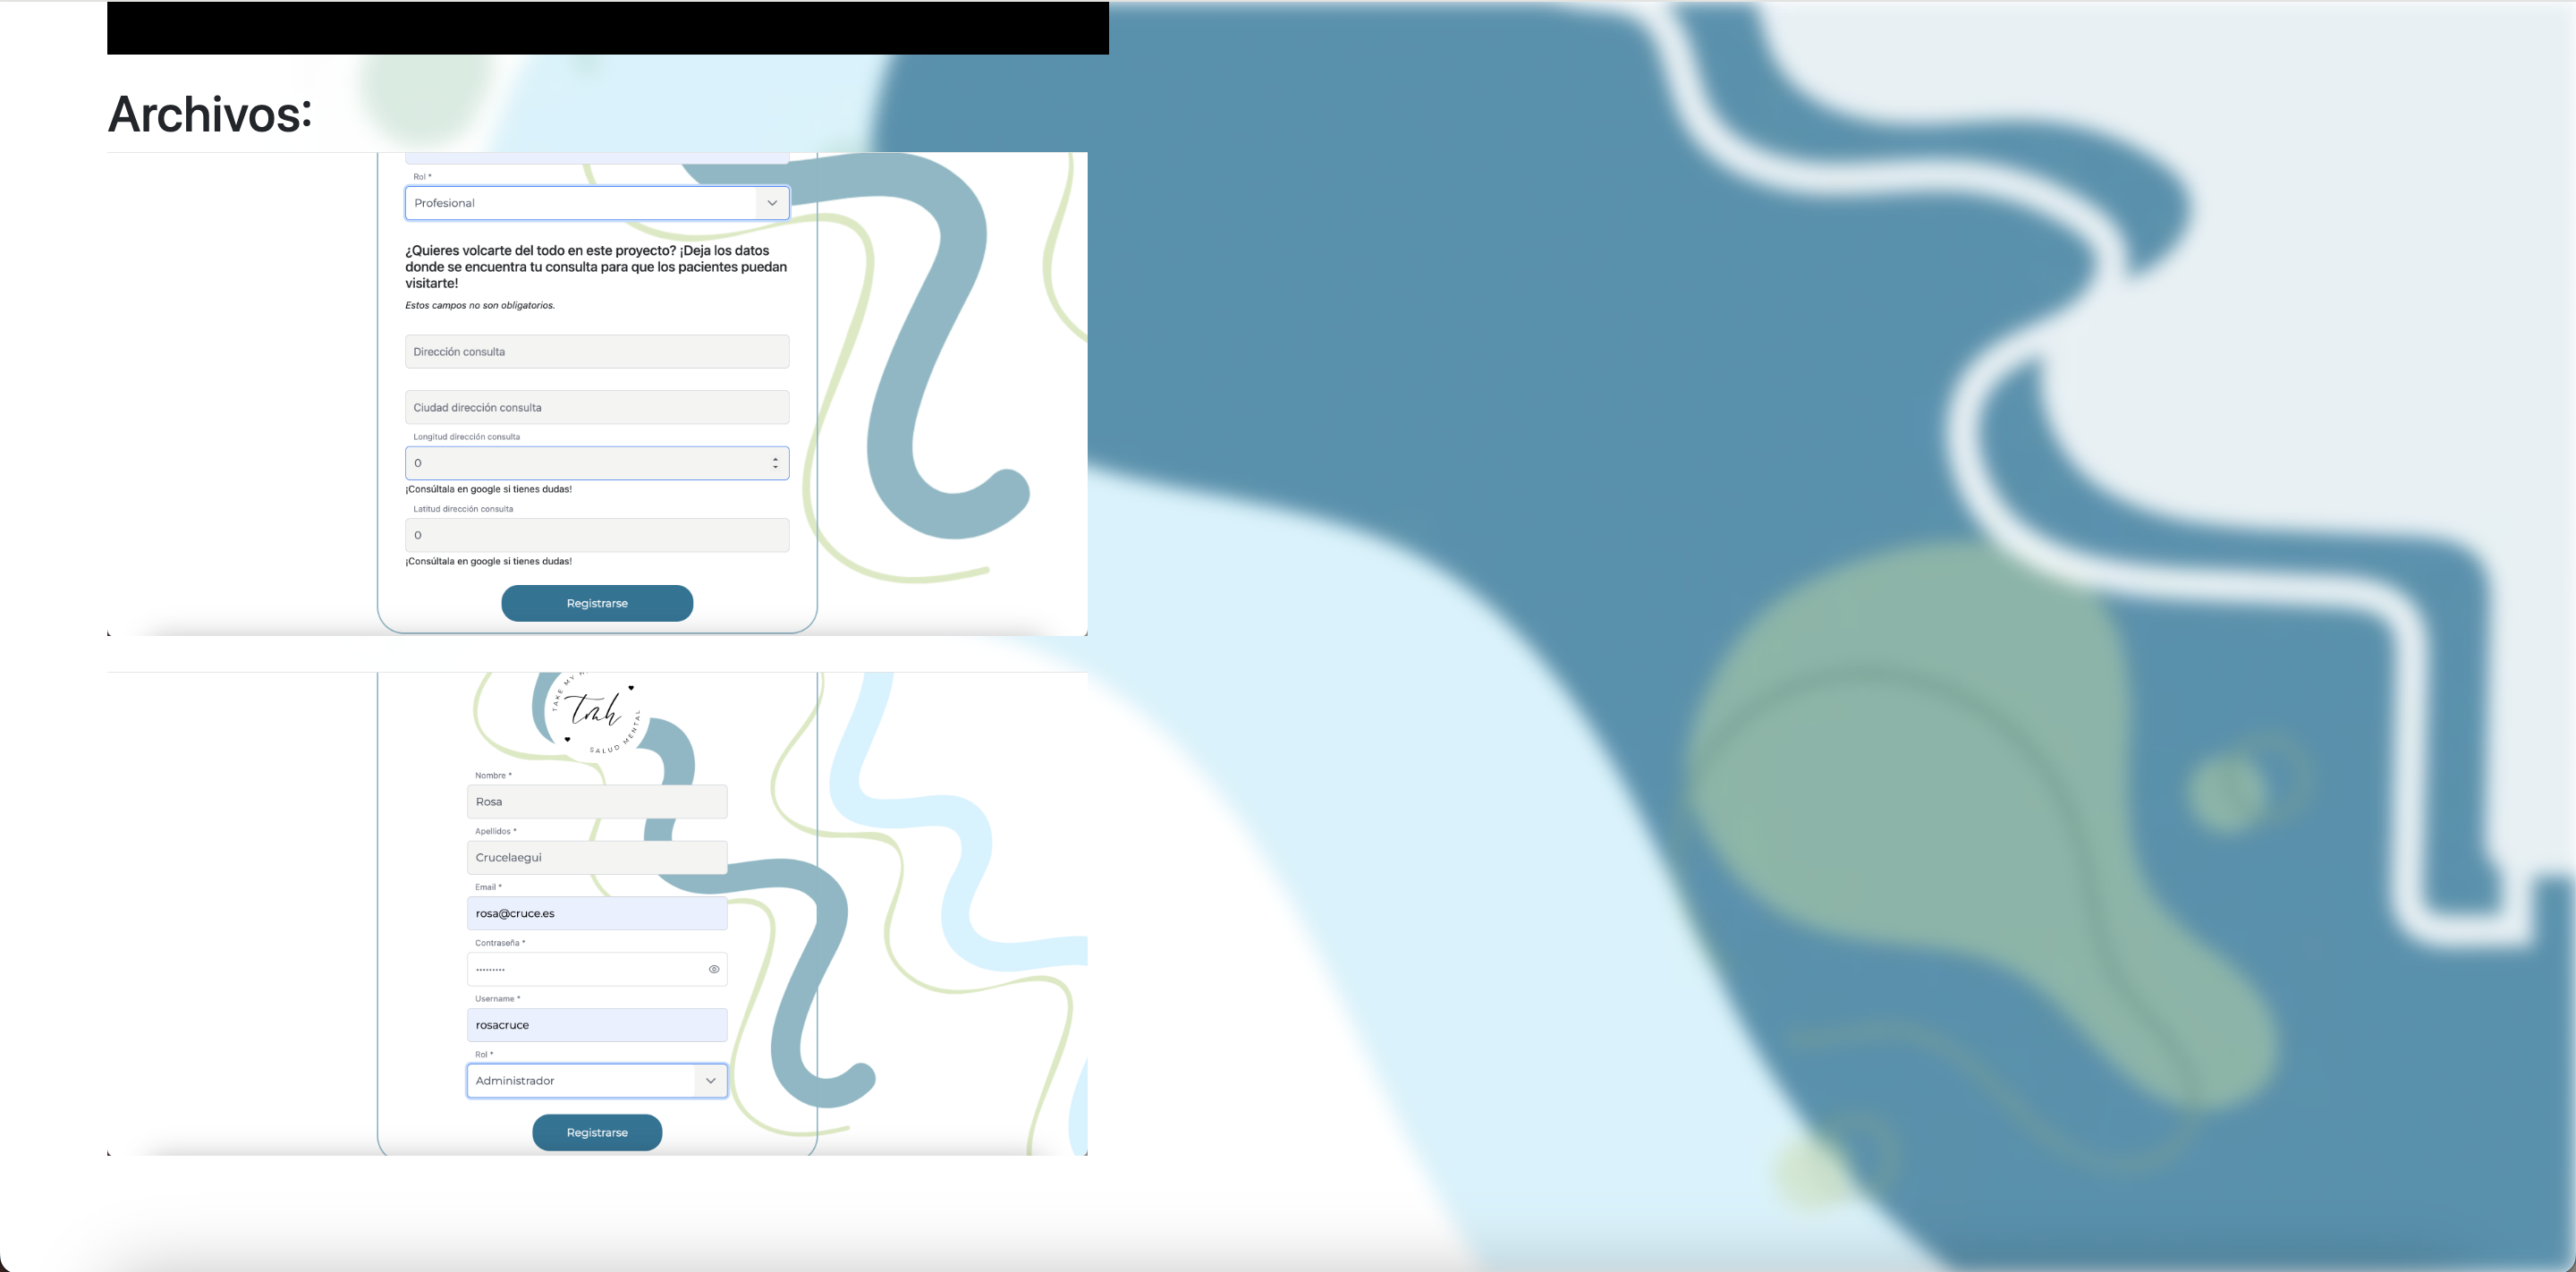 Archivos:
Rol *
Profesional
¿Quieres volcarte del todo en este proyecto? ¡Deja los datos
donde se encuentra tu consulta para que los pacientes puedan
visitarte!
Estos campos no son obligatorios.
Dirección consulta
Ciudad dirección consulta
Longitud dirección consulta
0
¡Consúltala en google si tienes dudas!
Latitud dirección consulta
0
¡Consúltala en google si tienes dudas!
Registrarse
TAKE MY
tmh
SALUD MENTAL
Nombre *
Rosa
Apellidos *
Crucelaegui
Email *
rosa@cruce.es
Contraseña *
•••••••••
Username *
rosacruce
Rol *
Administrador
Registrarse